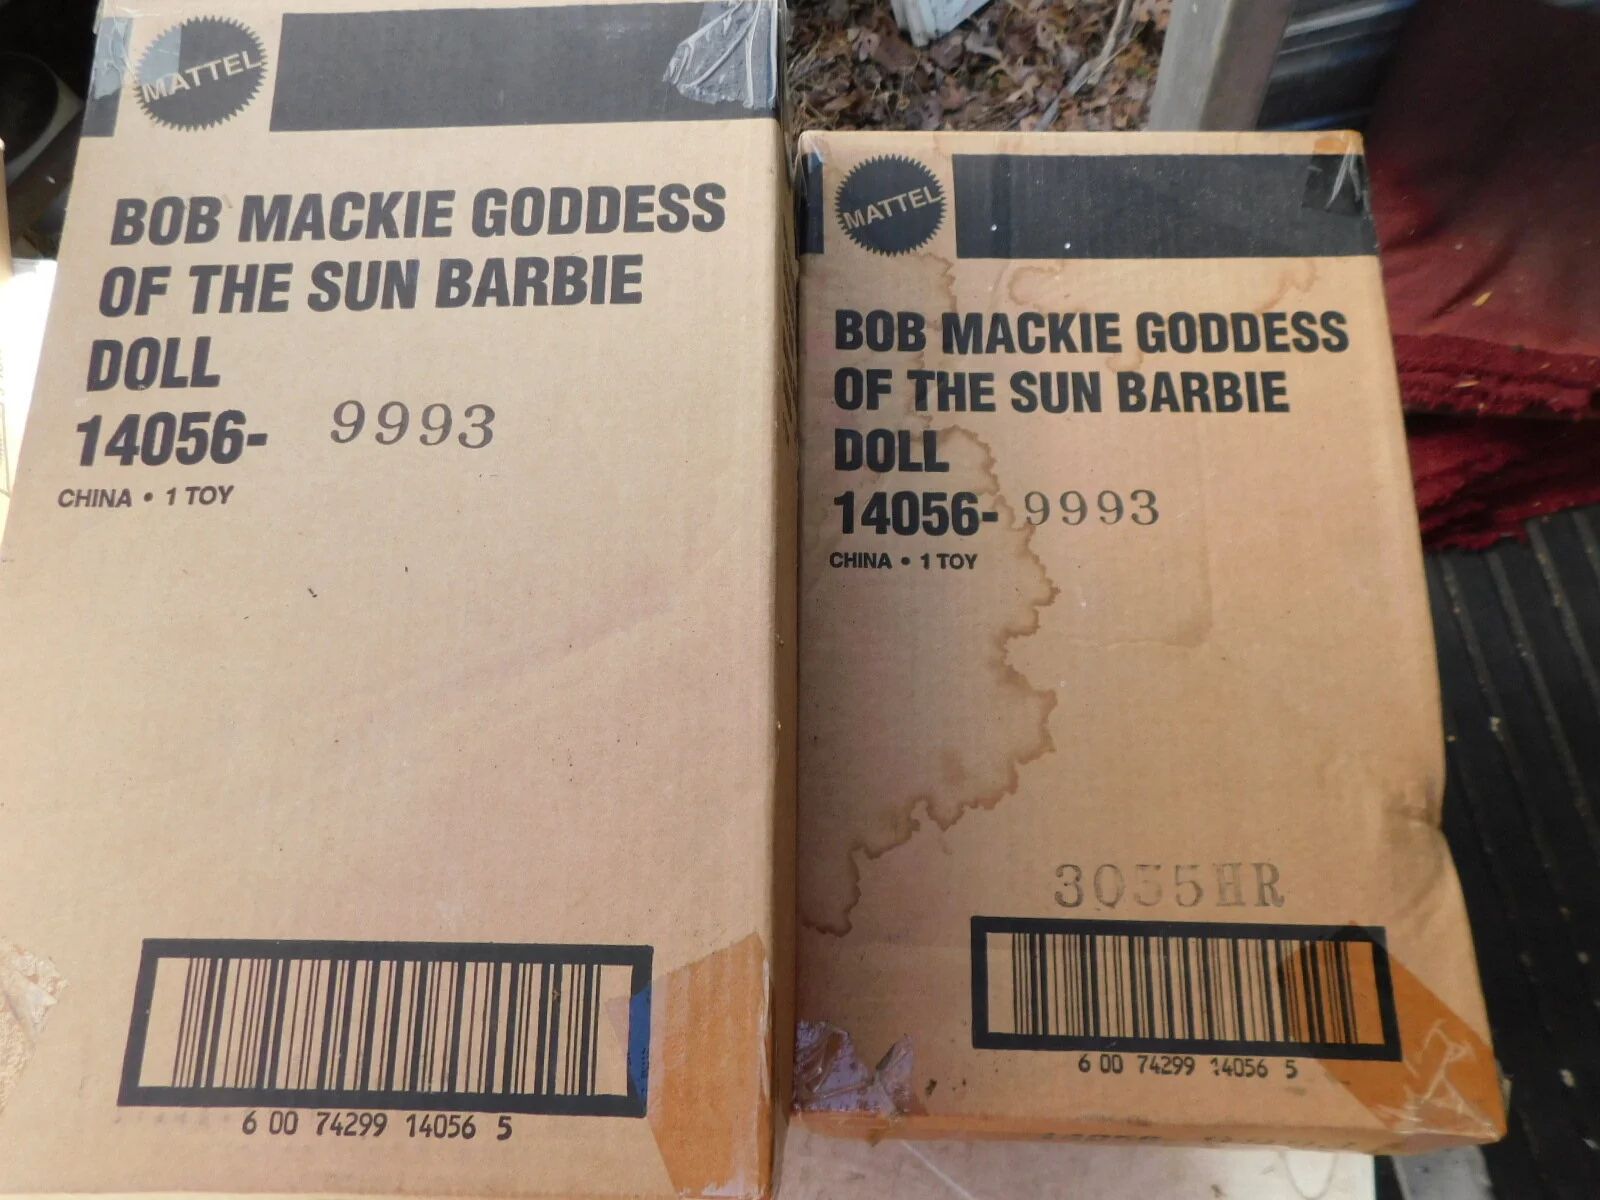 MATTEL
BOB MACKIE GODDESS
OF THE SUN BARBIE
DOLL
14056- 9993
CHINA • 1 TOY
6 00 74299 14056 5
MATTEL
BOB MACKIE GODDESS
OF THE SUN BARBIE
DOLL
14056- 9993
CHINA • 1 TOY
3055HR
6 00 74299 14056 5